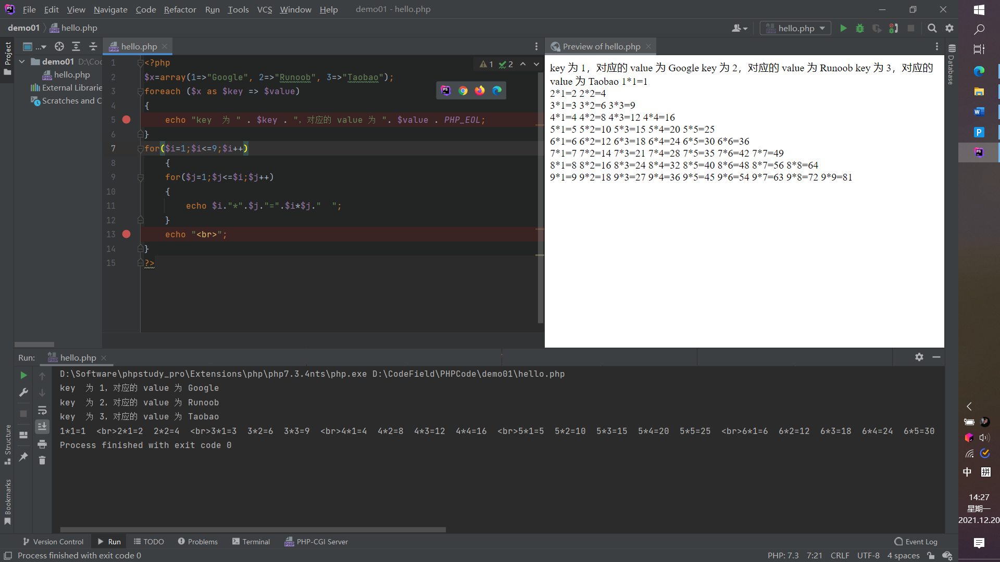 File Edit View Navigate Code Refactor Run Tools VCS Window Help demo01 - hello.php
demo01 hello.php
hello.php
Project
...
hello.php
Preview of hello.php
Database
demo01 D:\Coc
hello.php
External Librarie
Scratches and C
1 2
1 <?php
2 $x=array(1=>"Google", 2=>"Runoob", 3=>"Taobao");
3 foreach ($x as $key => $value)
4 {
5 echo "key  为 " . $key . ", 对应的 value 为 ". $value . PHP_EOL;
6 }
7 for($i=1;$i<=9;$i++)
8 {
9 for($j=1;$j<=$i;$j++)
10 {
11 echo $i."*".$j."=".$i*$j."  ";
12 }
13 echo "<br>";
14 }
15 ?>
key 为 1，对应的 value 为 Google key 为 2，对应的 value 为 Runoob key 为 3，对应的
value 为 Taobao 1*1=1
2*1=2 2*2=4
3*1=3 3*2=6 3*3=9
4*1=4 4*2=8 4*3=12 4*4=16
5*1=5 5*2=10 5*3=15 5*4=20 5*5=25
6*1=6 6*2=12 6*3=18 6*4=24 6*5=30 6*6=36
7*1=7 7*2=14 7*3=21 7*4=28 7*5=35 7*6=42 7*7=49
8*1=8 8*2=16 8*3=24 8*4=32 8*5=40 8*6=48 8*7=56 8*8=64
9*1=9 9*2=18 9*3=27 9*4=36 9*5=45 9*6=54 9*7=63 9*8=72 9*9=81
Run: hello.php
D:\Software\phpstudy_pro\Extensions\php\php7.3.4nts\php.exe D:\CodeField\PHPCode\demo01\hello.php
key  为 1，对应的 value 为 Google
key  为 2，对应的 value 为 Runoob
key  为 3，对应的 value 为 Taobao
1*1=1  <br>2*1=2  2*2=4  <br>3*1=3  3*2=6  3*3=9  <br>4*1=4  4*2=8  4*3=12  4*4=16  <br>5*1=5  5*2=10  5*3=15  5*4=20  5*5=25  <br>6*1=6  6*2=12  6*3=18  6*4=24  6*5=30
Process finished with exit code 0
Structure
Bookmarks
Version Control Run TODO Problems Terminal PHP-CGI Server Event Log
Process finished with exit code 0 PHP: 7.3 7:21 CRLF UTF-8 4 spaces
中 拼
14:27
星期一
2021.12.20